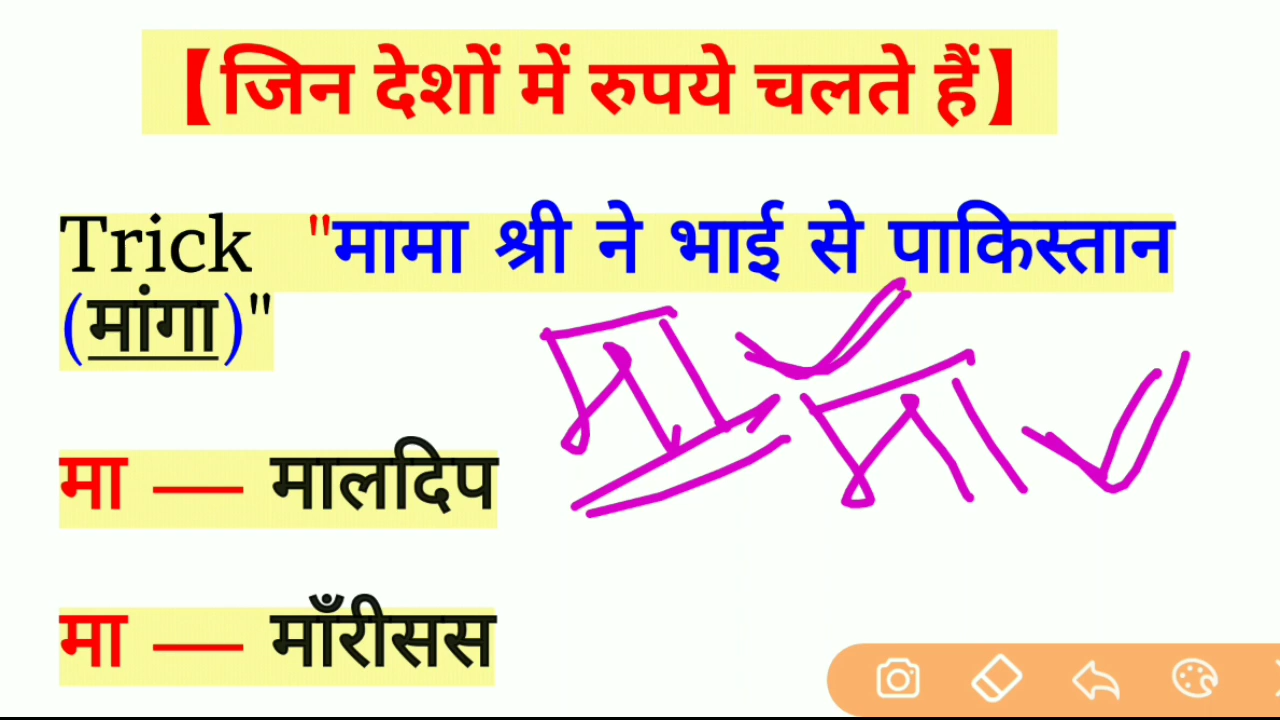 【जिन देशों में रुपये चलते हैं】
Trick "मामा श्री ने भाई से पाकिस्तान
(मांगा)"
मा मा
मा — मालदिप
मा — माँरीसस